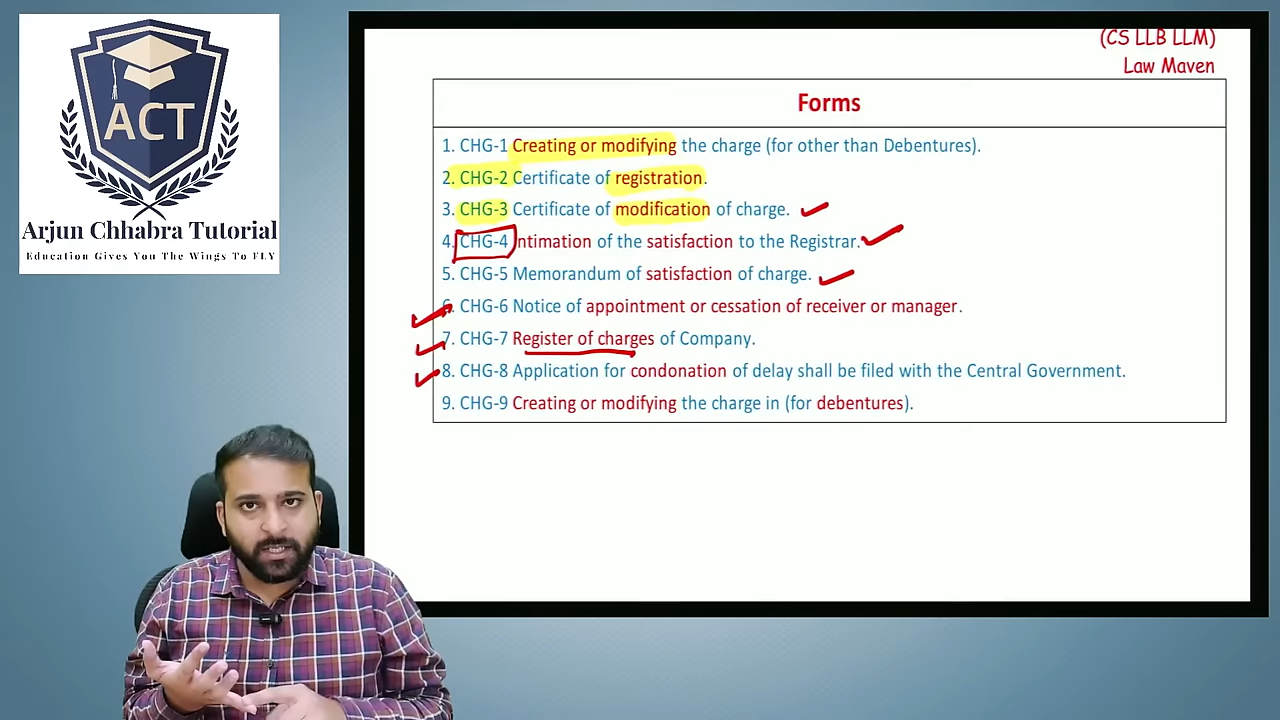 ACT
Arjun Chhabra Tutorial
Education Gives You The Wings To FLY
(CS LLB LLM)
Law Maven
Forms
1. CHG-1 Creating or modifying the charge (for other than Debentures).
2. CHG-2 Certificate of registration.
3. CHG-3 Certificate of modification of charge.
4. CHG-4 Intimation of the satisfaction to the Registrar.
5. CHG-5 Memorandum of satisfaction of charge.
6. CHG-6 Notice of appointment or cessation of receiver or manager.
7. CHG-7 Register of charges of Company.
8. CHG-8 Application for condonation of delay shall be filed with the Central Government.
9. CHG-9 Creating or modifying the charge in (for debentures).